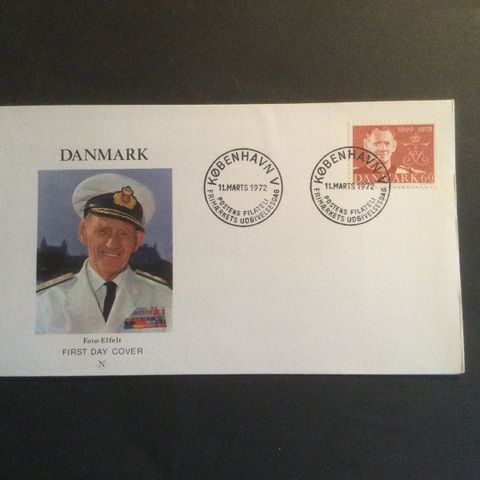 DANMARK
Foto: Elfelt
FIRST DAY COVER
N
KØBENHAVN V
11.MARTS 1972
POSTENS FILATELI
FRIMÆRKETS UDGIVELSESDAG
KØBENHAVN V
11.MARTS 1972
POSTENS FILATELI
FRIMÆRKETS UDGIVELSESDAG
1899-1972
DANMARK 60